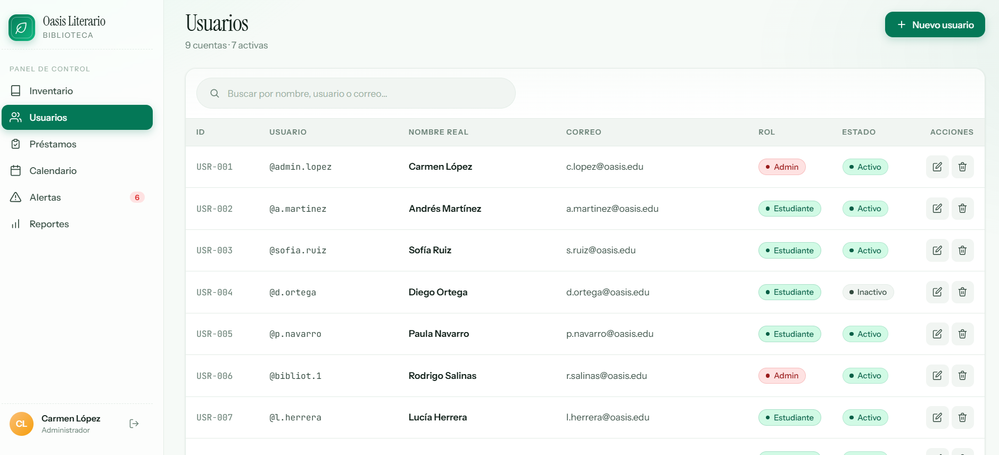 Oasis Literario
BIBLIOTECA
PANEL DE CONTROL
Inventario
Usuarios
Préstamos
Calendario
Alertas 6
Reportes
CL Carmen López
Administrador
Usuarios
9 cuentas · 7 activas
+ Nuevo usuario
Buscar por nombre, usuario o correo...
ID USUARIO NOMBRE REAL CORREO ROL ESTADO ACCIONES
USR-001 @admin.lopez Carmen López c.lopez@oasis.edu Admin Activo
USR-002 @a.martinez Andrés Martínez a.martinez@oasis.edu Estudiante Activo
USR-003 @sofia.ruiz Sofía Ruiz s.ruiz@oasis.edu Estudiante Activo
USR-004 @d.ortega Diego Ortega d.ortega@oasis.edu Estudiante Inactivo
USR-005 @p.navarro Paula Navarro p.navarro@oasis.edu Estudiante Activo
USR-006 @bibliot.1 Rodrigo Salinas r.salinas@oasis.edu Admin Activo
USR-007 @l.herrera Lucía Herrera l.herrera@oasis.edu Estudiante Activo